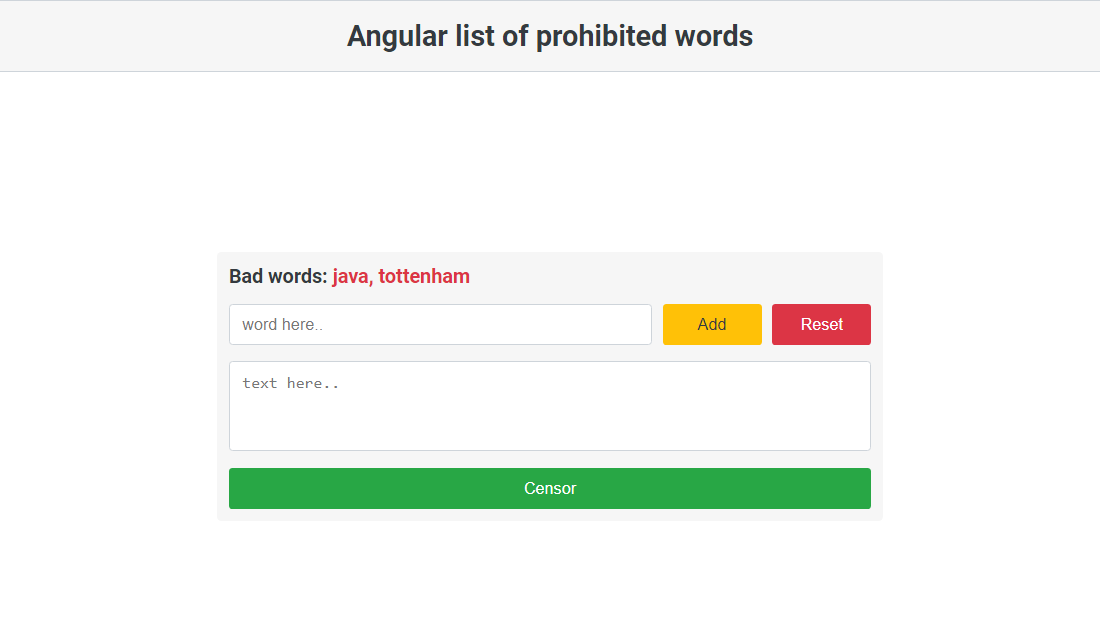 Angular list of prohibited words
Bad words: java, tottenham
word here..
Add
Reset
text here..
Censor